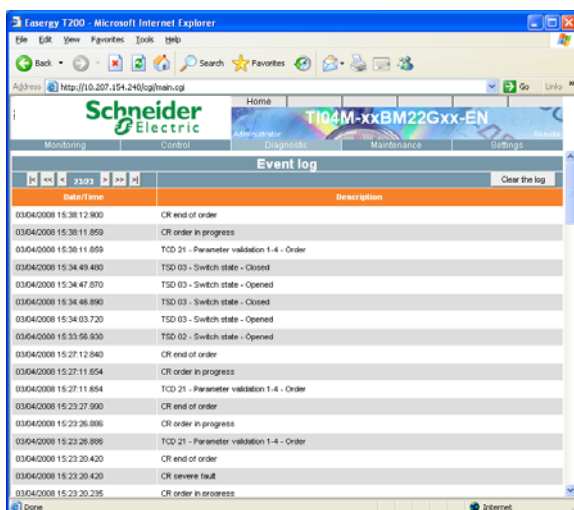 Easergy T200 - Microsoft Internet Explorer
File Edit View Favorites Tools Help
Back Search Favorites
Address http://10.207.154.240/cgi/main.cgi Go Links »
Schneider Electric
Home
TI04M-xxBM22Gxx-EN
Administrator Remote
Monitoring Control Diagnostic Maintenance Settings
Event log
|< << < 23/23 > >> >| Clear the log
Date/Time Description
03/04/2008 15:38:12.900 CR end of order
03/04/2008 15:38:11.859 CR order in progress
03/04/2008 15:38:11.859 TCD 21 - Parameter validation 1-4 - Order
03/04/2008 15:34:49.480 TSD 03 - Switch state - Closed
03/04/2008 15:34:47.870 TSD 03 - Switch state - Opened
03/04/2008 15:34:46.890 TSD 03 - Switch state - Closed
03/04/2008 15:34:03.720 TSD 03 - Switch state - Opened
03/04/2008 15:33:56.930 TSD 02 - Switch state - Opened
03/04/2008 15:27:12.840 CR end of order
03/04/2008 15:27:11.654 CR order in progress
03/04/2008 15:27:11.654 TCD 21 - Parameter validation 1-4 - Order
03/04/2008 15:23:27.990 CR end of order
03/04/2008 15:23:26.886 CR order in progress
03/04/2008 15:23:26.886 TCD 21 - Parameter validation 1-4 - Order
03/04/2008 15:23:20.420 CR end of order
03/04/2008 15:23:20.420 CR severe fault
03/04/2008 15:23:20.235 CR order in progress
Done Internet